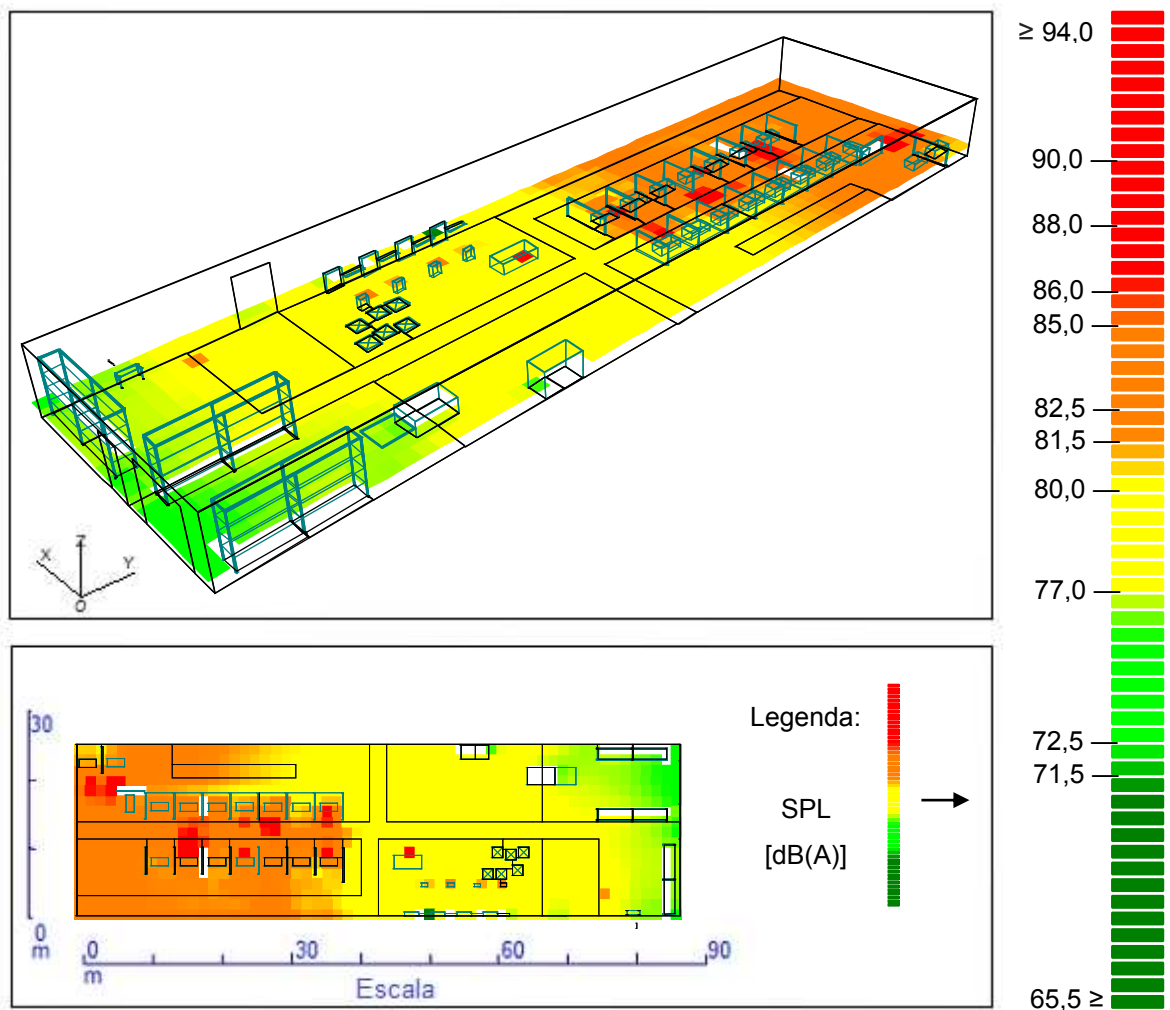 ≥ 94,0
90,0
88,0
86,0
85,0
82,5
81,5
80,0
77,0
72,5
71,5
65,5 ≥
X
Z
Y
O
30
0
m
0
m
30
60
90
Escala
Legenda:
SPL
[dB(A)]